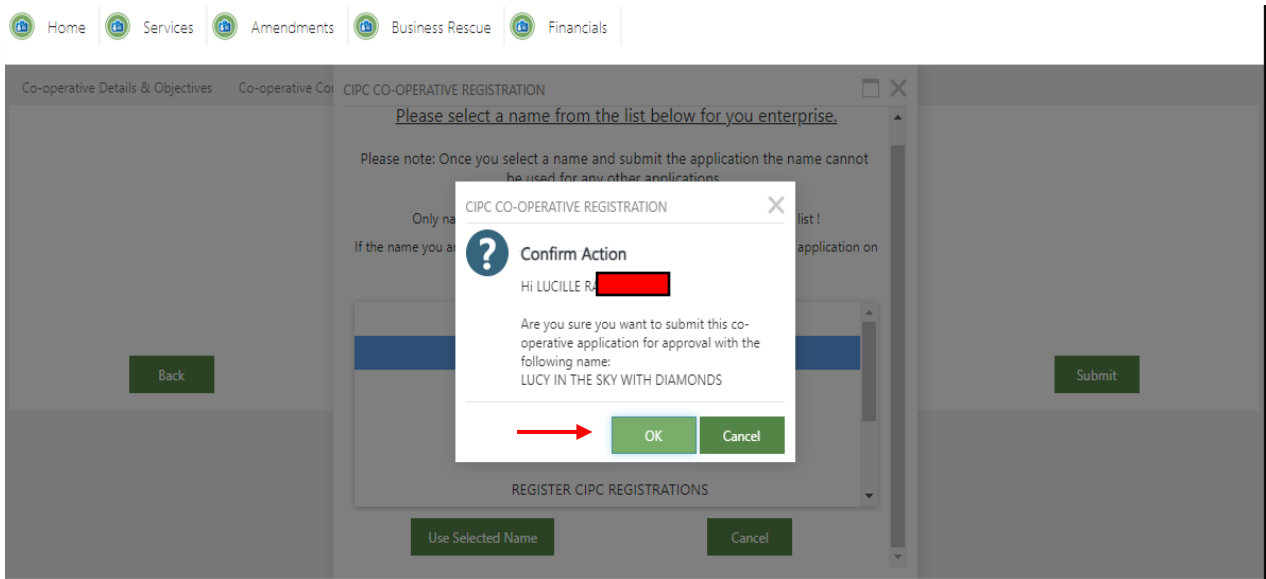 Home Services Amendments Business Rescue Financials
Co-operative Details & Objectives Co-operative CIPC CO-OPERATIVE REGISTRATION
Please select a name from the list below for you enterprise.
Please note: Once you select a name and submit the application the name cannot
be used for any other applications
CIPC CO-OPERATIVE REGISTRATION
Only list !
If the name you application on
Confirm Action
Hi LUCILLE
Are you sure you want to submit this co-
operative application for approval with the
following name:
LUCY IN THE SKY WITH DIAMONDS
Back Submit
OK Cancel
REGISTER CIPC REGISTRATIONS
Use Selected Name Cancel